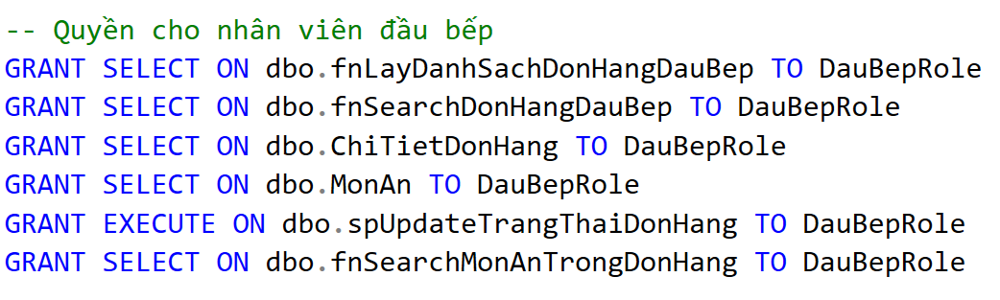 -- Quyền cho nhân viên đầu bếp
GRANT SELECT ON dbo.fnLayDanhSachDonHangDauBep TO DauBepRole
GRANT SELECT ON dbo.fnSearchDonHangDauBep TO DauBepRole
GRANT SELECT ON dbo.ChiTietDonHang TO DauBepRole
GRANT SELECT ON dbo.MonAn TO DauBepRole
GRANT EXECUTE ON dbo.spUpdateTrangThaiDonHang TO DauBepRole
GRANT SELECT ON dbo.fnSearchMonAnTrongDonHang TO DauBepRole